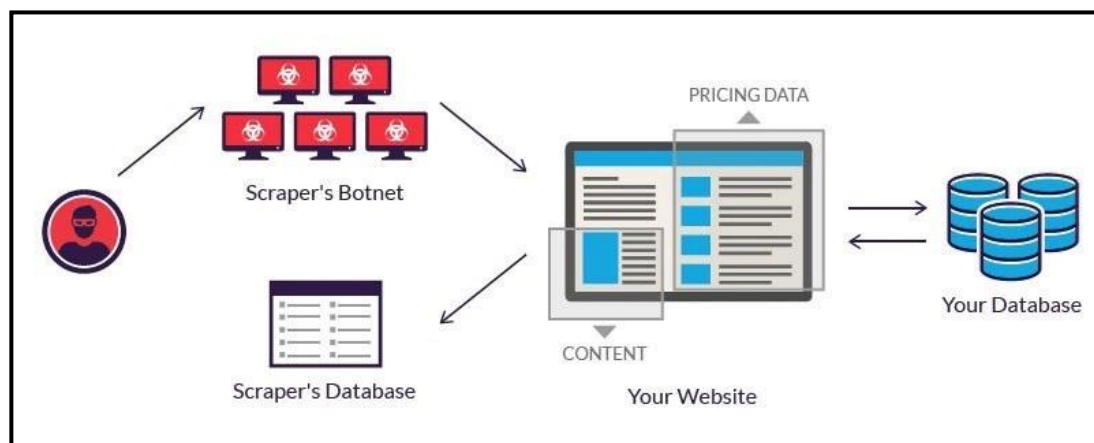 PRICING DATA
Scraper's Botnet
Your Database
CONTENT
Scraper's Database
Your Website